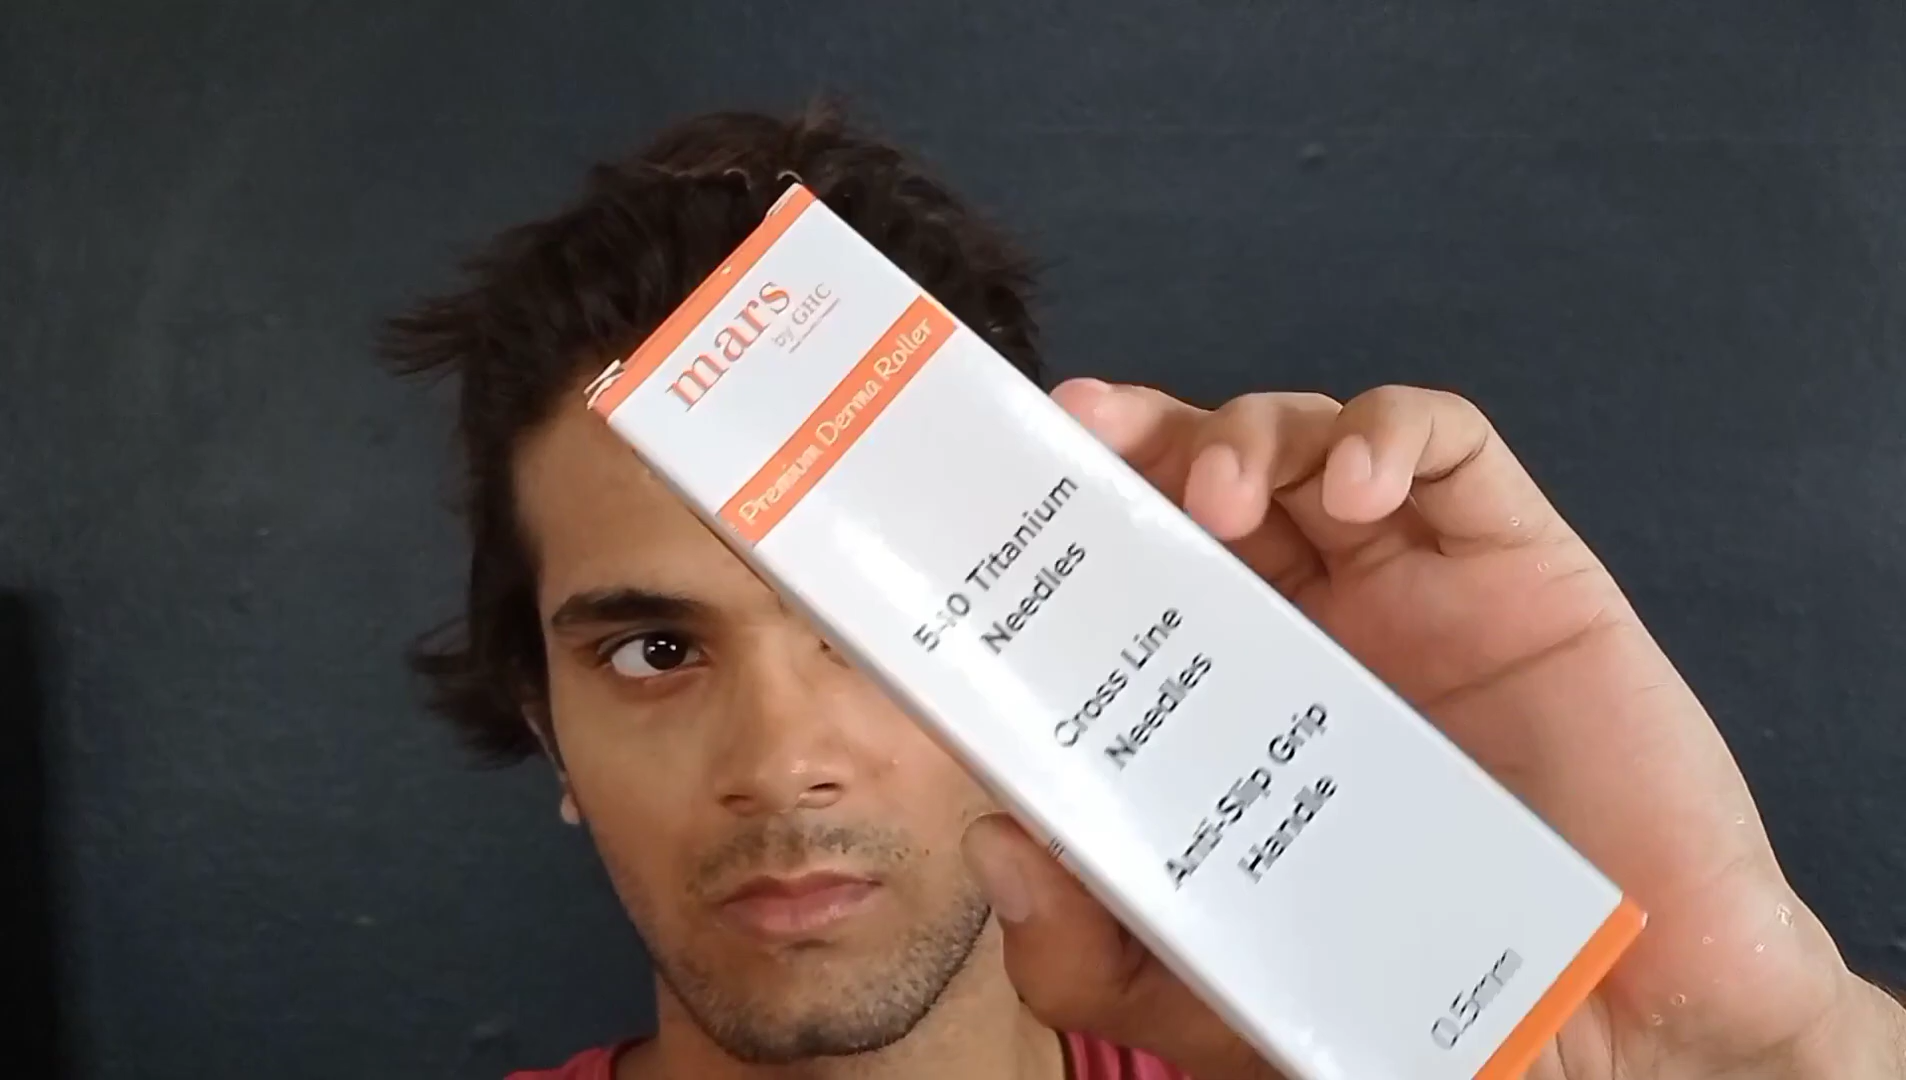 mars
by GHC
Premium Derma Roller
540 Titanium
Needles
Cross Line
Needles
Anti-Slip Grip
Handle
0.5mm